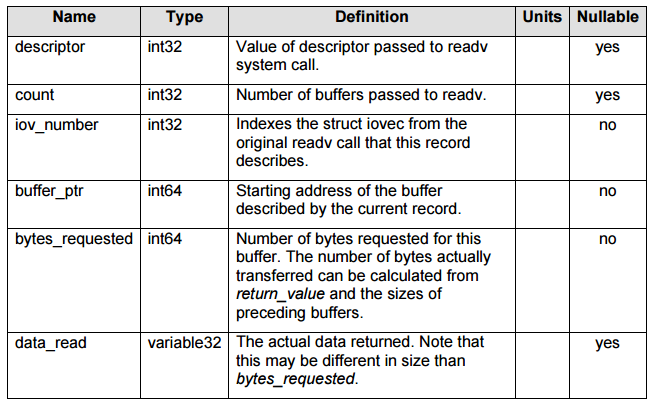 Name Type Definition Units Nullable
descriptor int32 Value of descriptor passed to readv yes
system call.
count int32 Number of buffers passed to readv. yes
iov_number int32 Indexes the struct iovec from the no
original readv call that this record
describes.
buffer_ptr int64 Starting address of the buffer no
described by the current record.
bytes_requested int64 Number of bytes requested for this no
buffer. The number of bytes actually
transferred can be calculated from
return_value and the sizes of
preceding buffers.
data_read variable32 The actual data returned. Note that yes
this may be different in size than
bytes_requested.